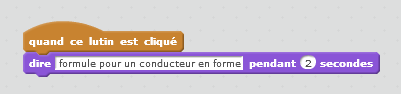 quand ce lutin est cliqué
dire formule pour un conducteur en forme pendant 2 secondes